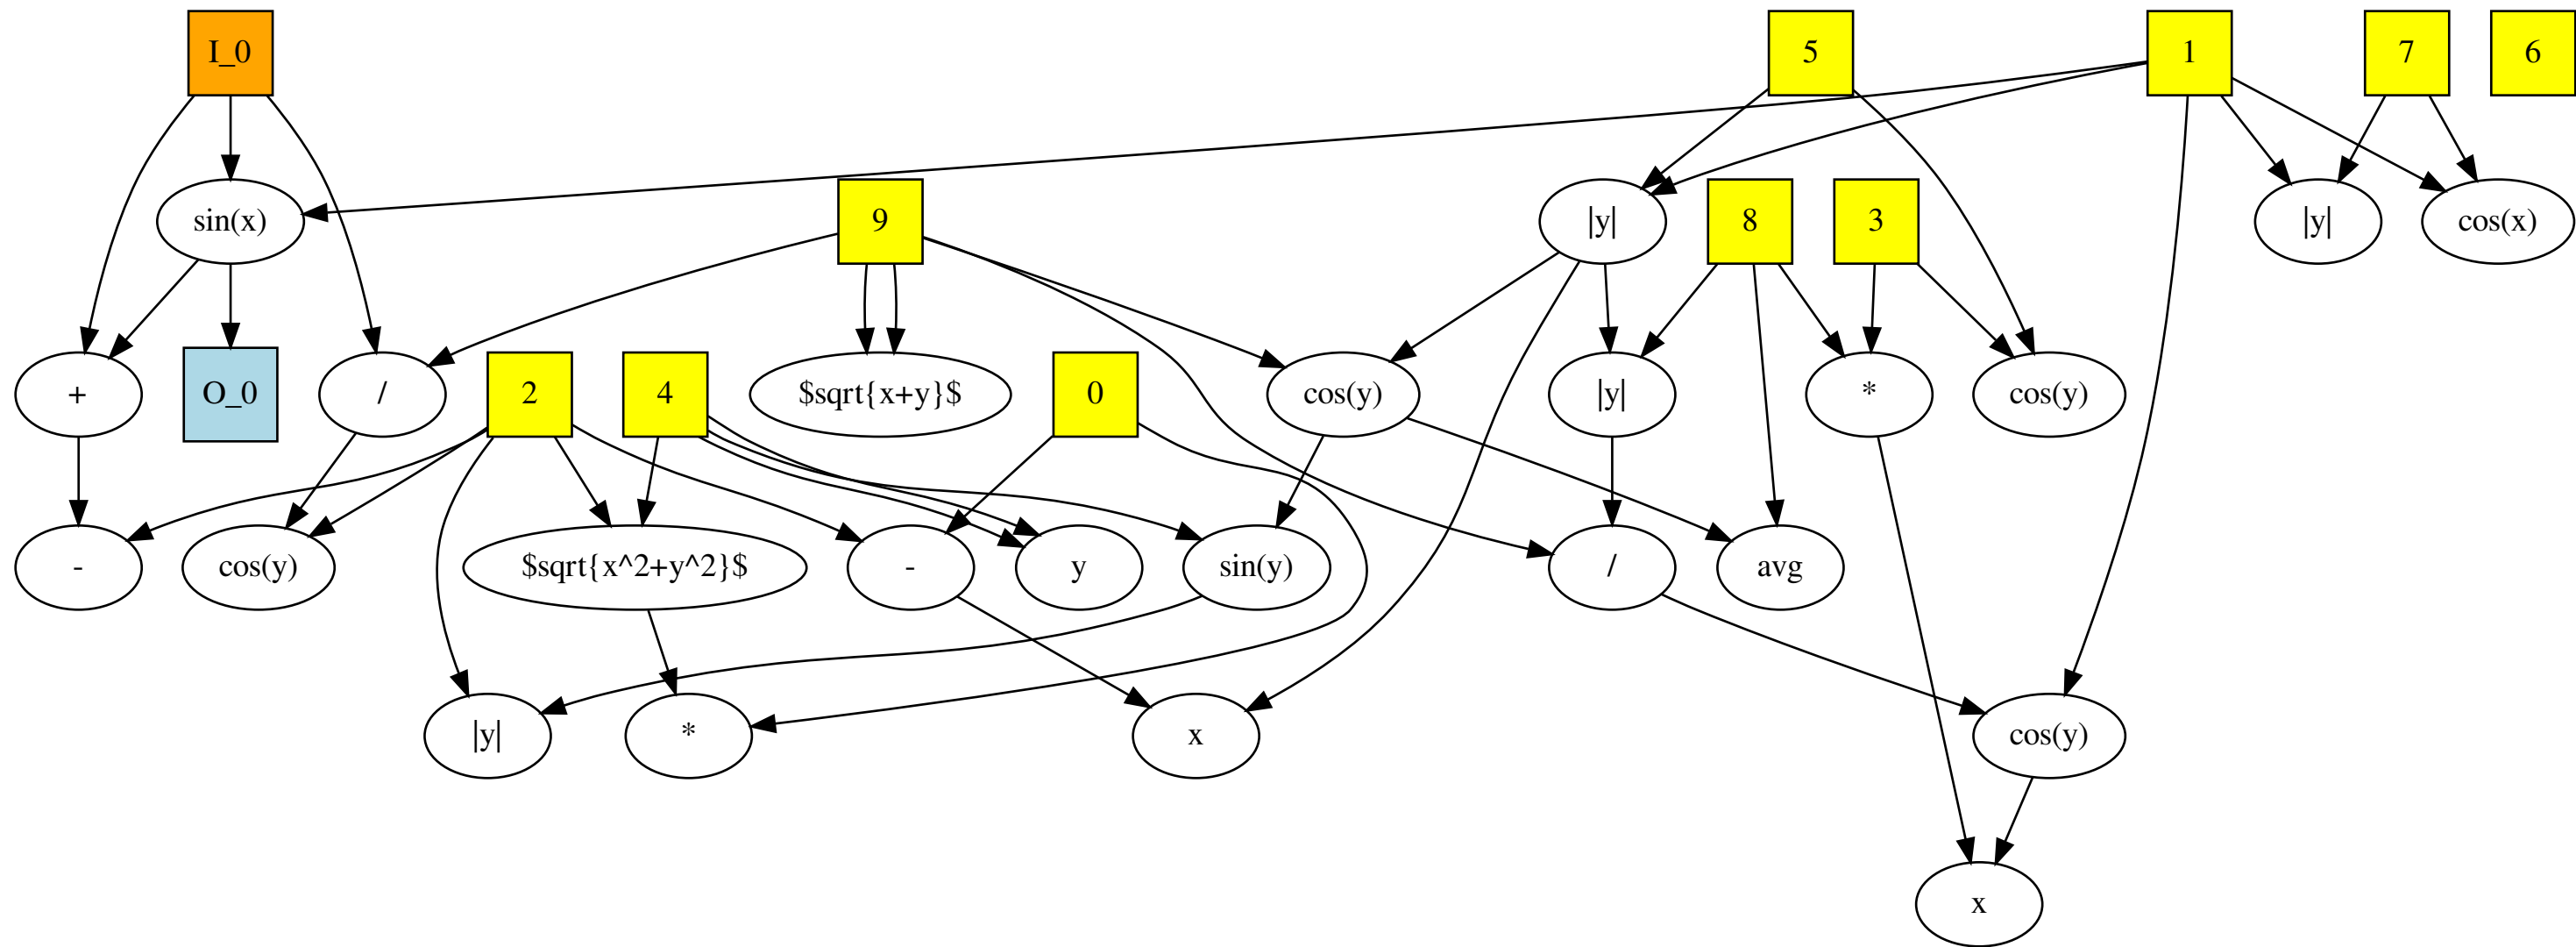 I_0
5
1
7
6
sin(x)
9
|y|
8
3
|y|
cos(x)
+
O_0
/
2
4
$sqrt{x+y}$
0
cos(y)
|y|
*
cos(y)
-
cos(y)
$sqrt{x^2+y^2}$
-
y
sin(y)
/
avg
|y|
*
x
cos(y)
x